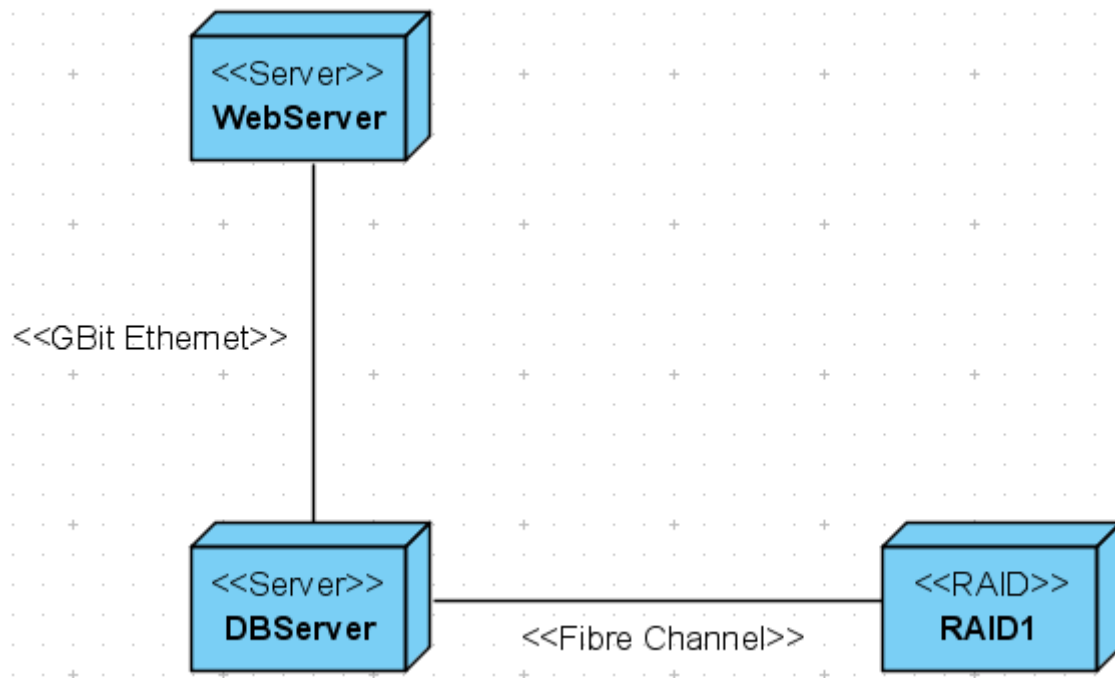 <<Server>>
WebServer
<<GBit Ethernet>>
<<Server>>
DBServer
<<Fibre Channel>>
<<RAID>>
RAID1